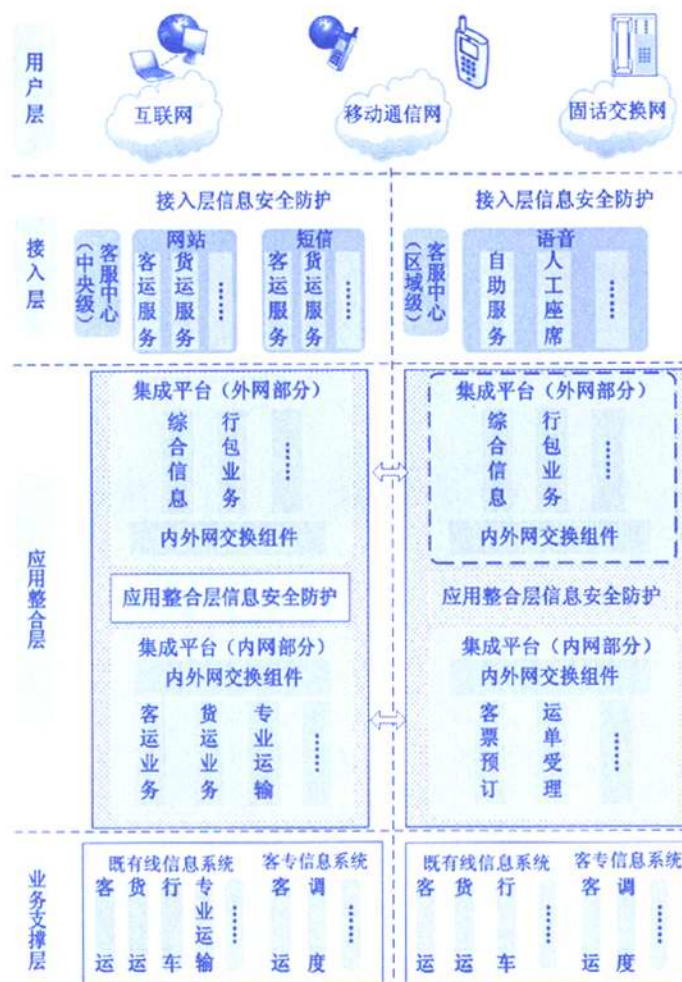 用户层
互联网
移动通信网
固话交换网
接入层
接入层信息安全防护
客服中心(中央级)
网站
客运服务
货运服务
……
短信
客运服务
货运服务
……
接入层信息安全防护
客服中心(区域级)
语音
自助服务
人工座席
……
应用整合层
集成平台(外网部分)
综合信息
行包业务
……
内外网交换组件
应用整合层信息安全防护
集成平台(内网部分)
内外网交换组件
客运业务
货运业务
专业运输
……
集成平台(外网部分)
综合信息
行包业务
……
内外网交换组件
应用整合层信息安全防护
集成平台(内网部分)
内外网交换组件
客票预订
运单受理
……
业务支撑层
既有线信息系统
客运
货运
行车
专业运输
……
客专信息系统
客运
调度
……
既有线信息系统
客运
货运
行车
……
客专信息系统
客运
调度
……